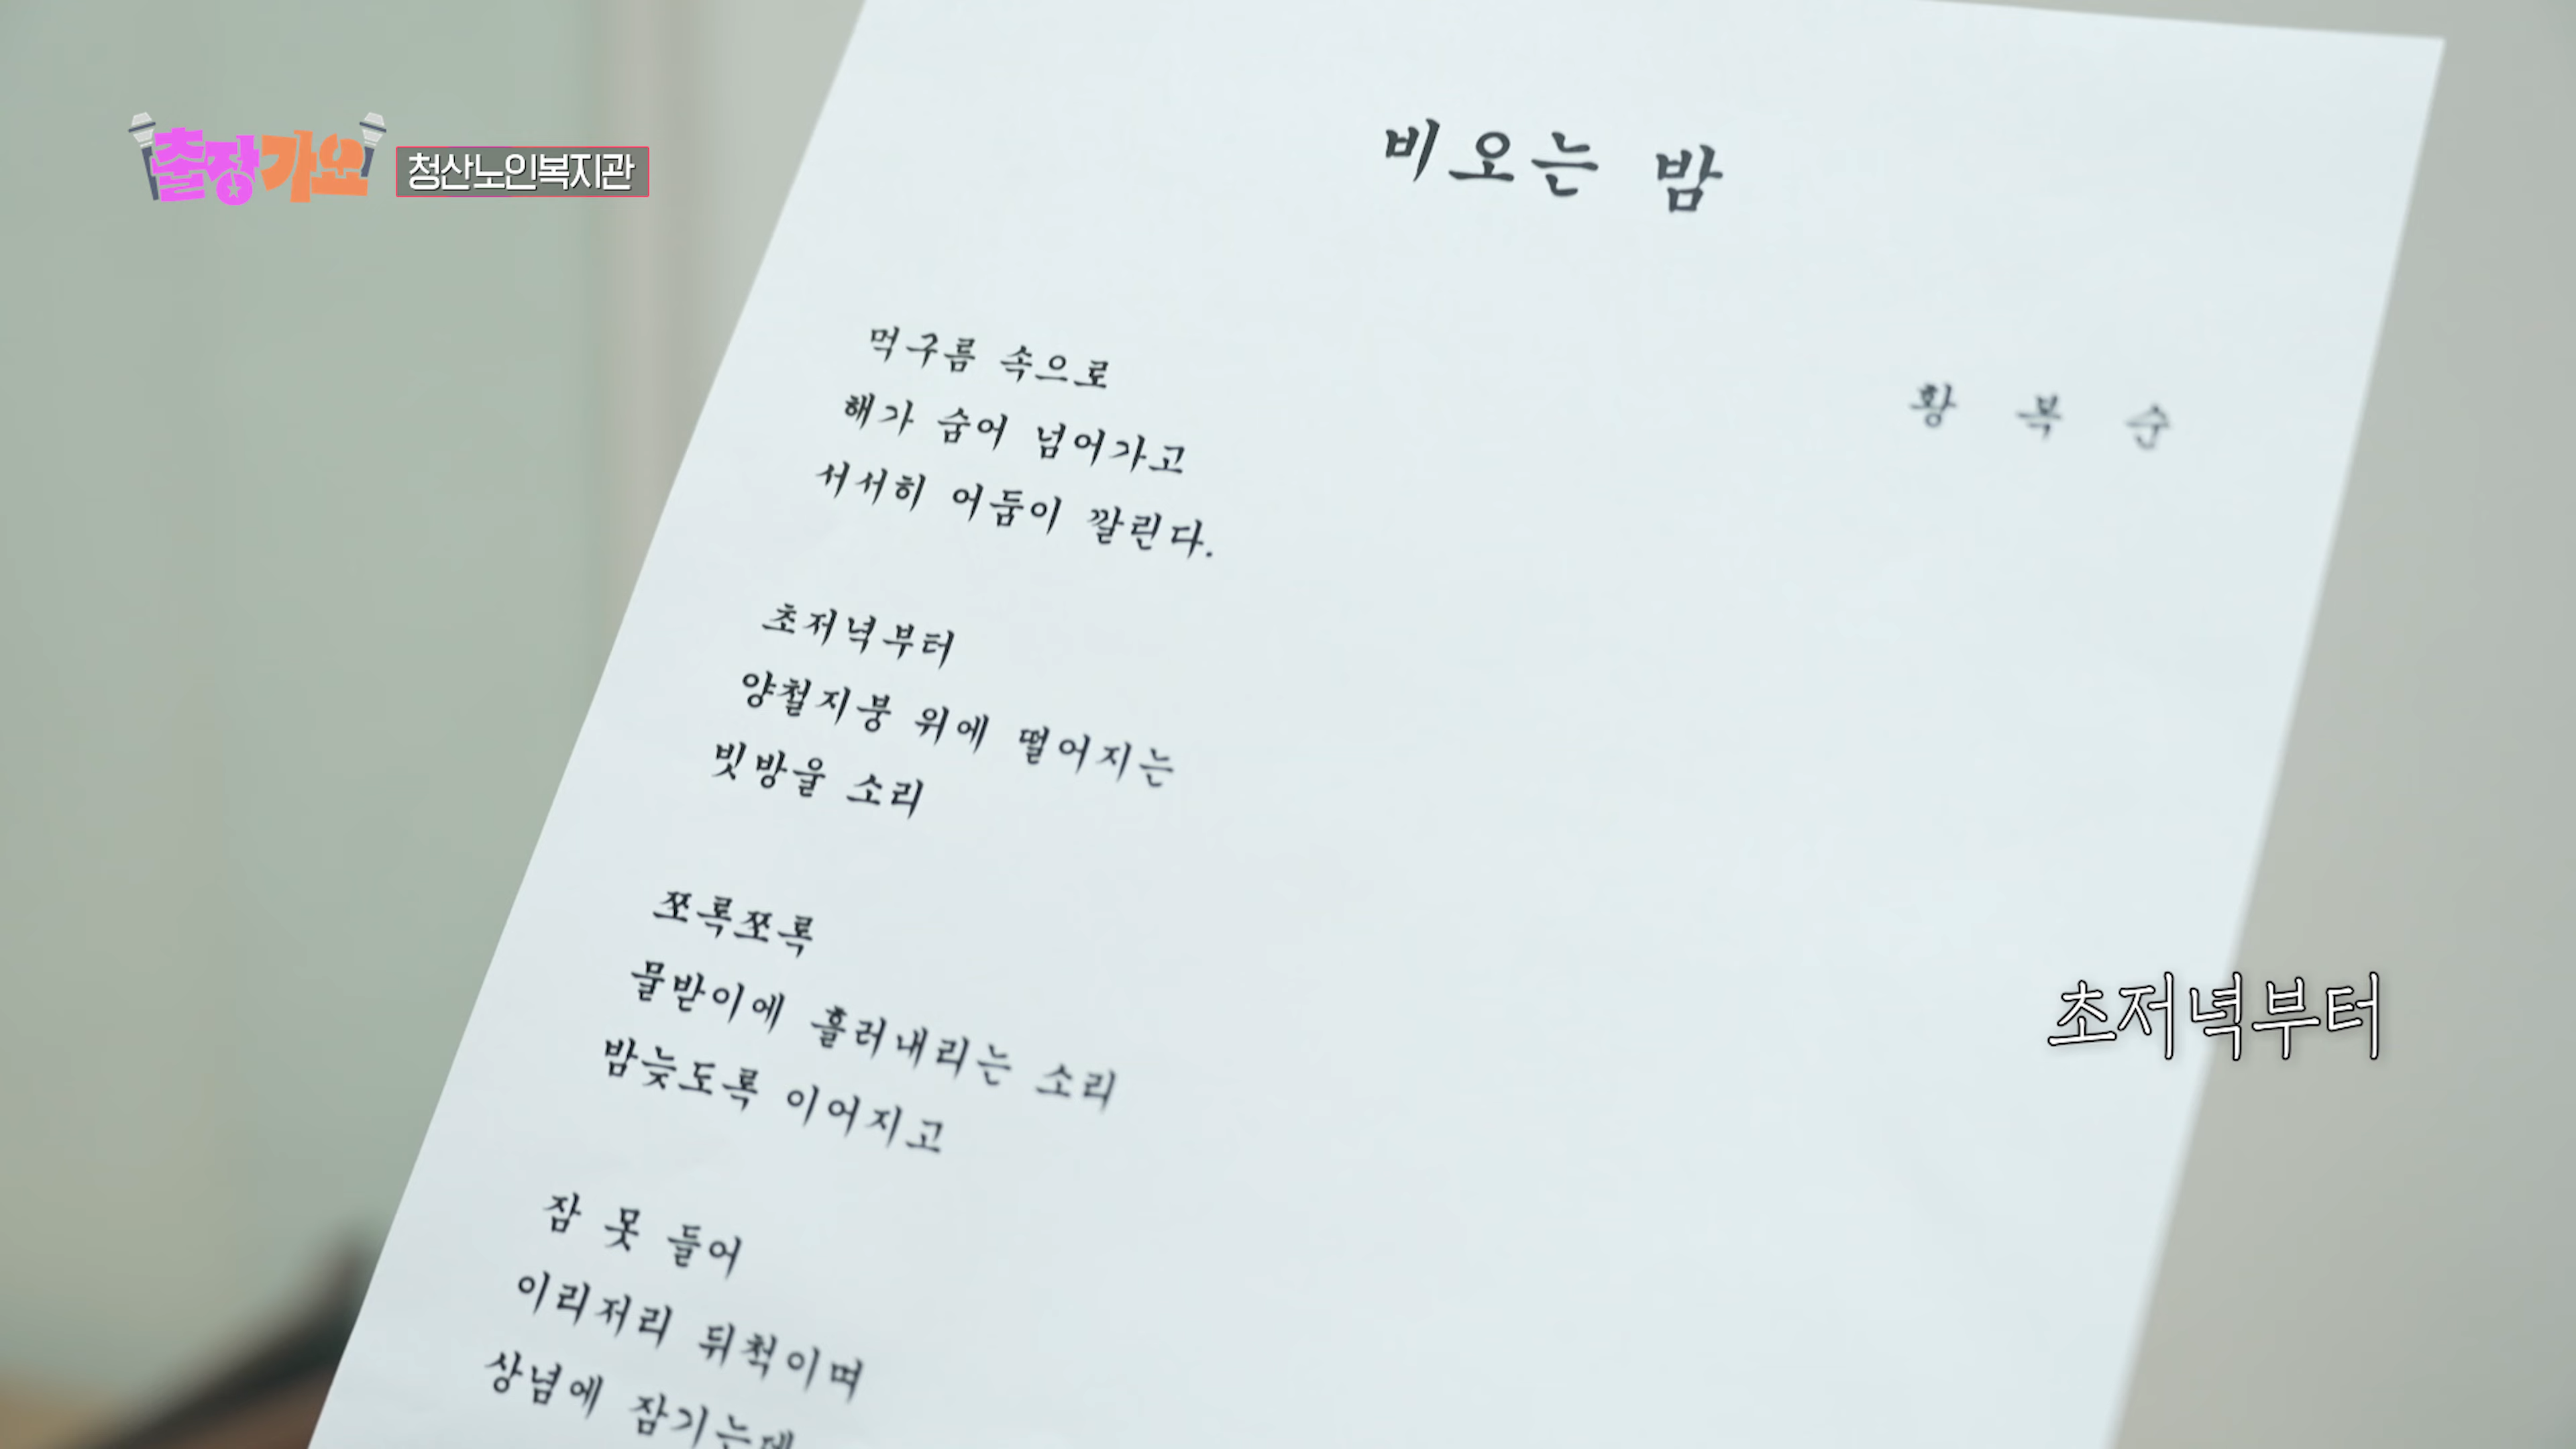 출장가요
청산노인복지관
비오는 밤
황 복 순
먹구름 속으로
해가 숨어 넘어가고
서서히 어둠이 깔린다.
초저녁부터
양철지붕 위에 떨어지는
빗방울 소리
쪼록쪼록
물받이에 흘러내리는 소리
밤늦도록 이어지고
잠 못 들어
이리저리 뒤척이며
상념에 잠기는데
초저녁부터